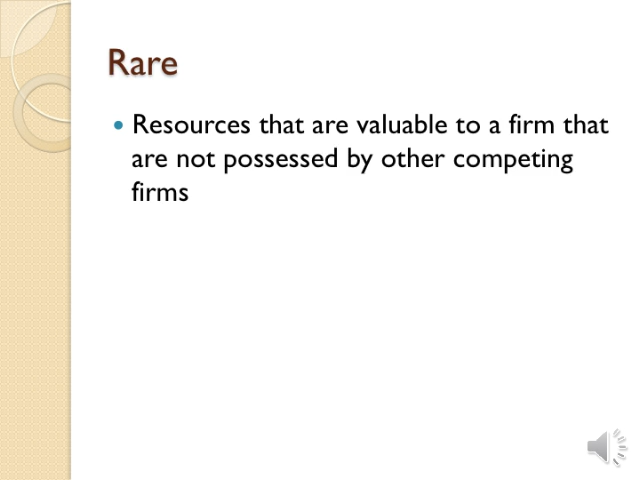 Rare
• Resources that are valuable to a firm that
are not possessed by other competing
firms